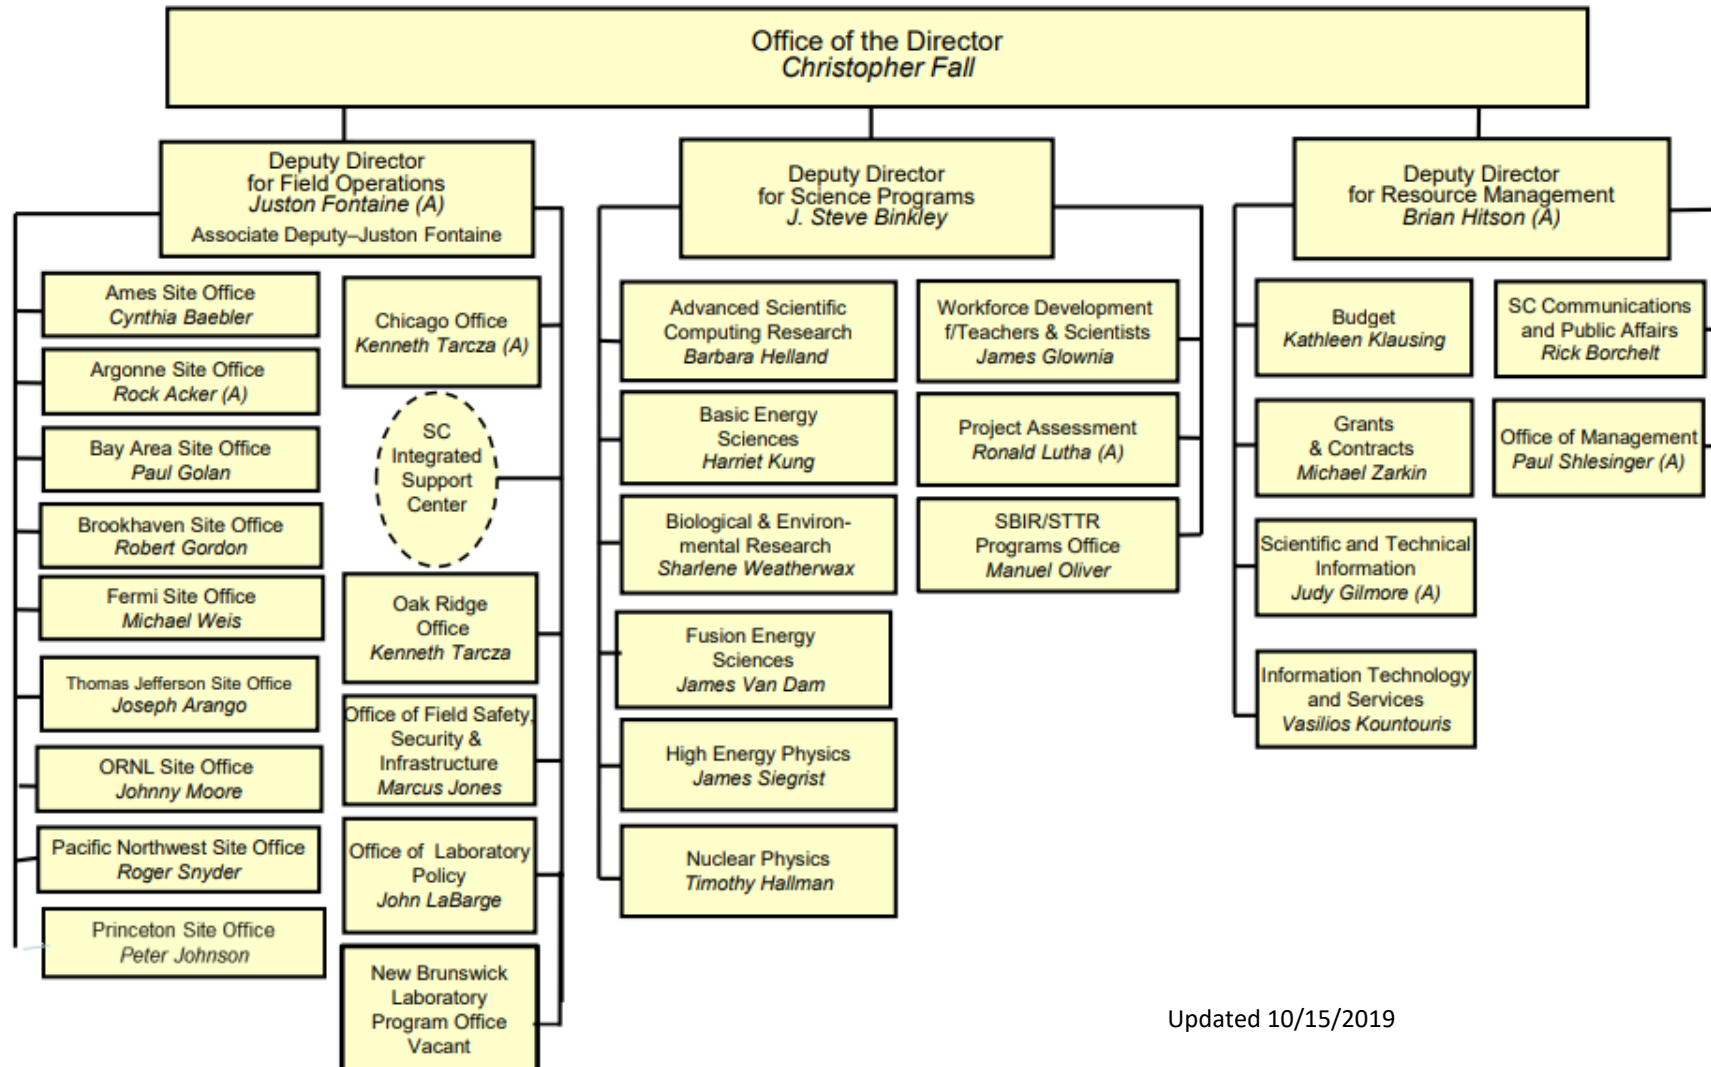 Office of the Director
Christopher Fall
Deputy Director
for Field Operations
Juston Fontaine (A)
Associate Deputy–Juston Fontaine
Ames Site Office
Cynthia Baebler
Argonne Site Office
Rock Acker (A)
Bay Area Site Office
Paul Golan
Brookhaven Site Office
Robert Gordon
Fermi Site Office
Michael Weis
Thomas Jefferson Site Office
Joseph Arango
ORNL Site Office
Johnny Moore
Pacific Northwest Site Office
Roger Snyder
Princeton Site Office
Peter Johnson
Chicago Office
Kenneth Tarcza (A)
SC
Integrated
Support
Center
Oak Ridge
Office
Kenneth Tarcza
Office of Field Safety,
Security &
Infrastructure
Marcus Jones
Office of Laboratory
Policy
John LaBarge
New Brunswick
Laboratory
Program Office
Vacant
Deputy Director
for Science Programs
J. Steve Binkley
Advanced Scientific
Computing Research
Barbara Helland
Basic Energy
Sciences
Harriet Kung
Biological & Environ-
mental Research
Sharlene Weatherwax
Fusion Energy
Sciences
James Van Dam
High Energy Physics
James Siegrist
Nuclear Physics
Timothy Hallman
Workforce Development
f/Teachers & Scientists
James Glownia
Project Assessment
Ronald Lutha (A)
SBIR/STTR
Programs Office
Manuel Oliver
Deputy Director
for Resource Management
Brian Hitson (A)
Budget
Kathleen Klausing
Grants
& Contracts
Michael Zarkin
Scientific and Technical
Information
Judy Gilmore (A)
Information Technology
and Services
Vasilios Kountouris
SC Communications
and Public Affairs
Rick Borchelt
Office of Management
Paul Shlesinger (A)
Updated 10/15/2019